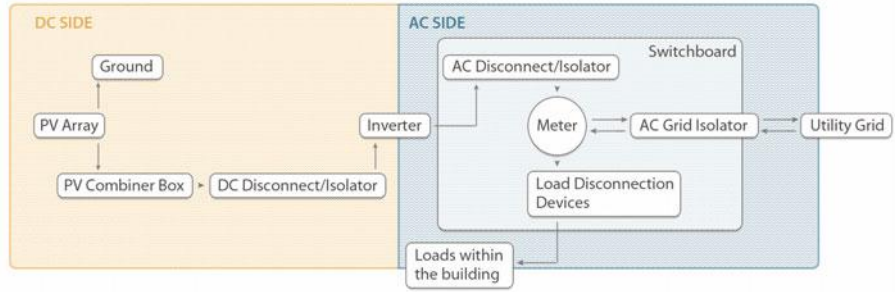 DC SIDE
AC SIDE
Switchboard
Ground
AC Disconnect/Isolator
PV Array
Inverter
Meter
AC Grid Isolator
Utility Grid
PV Combiner Box
DC Disconnect/Isolator
Load Disconnection
Devices
Loads within
the building